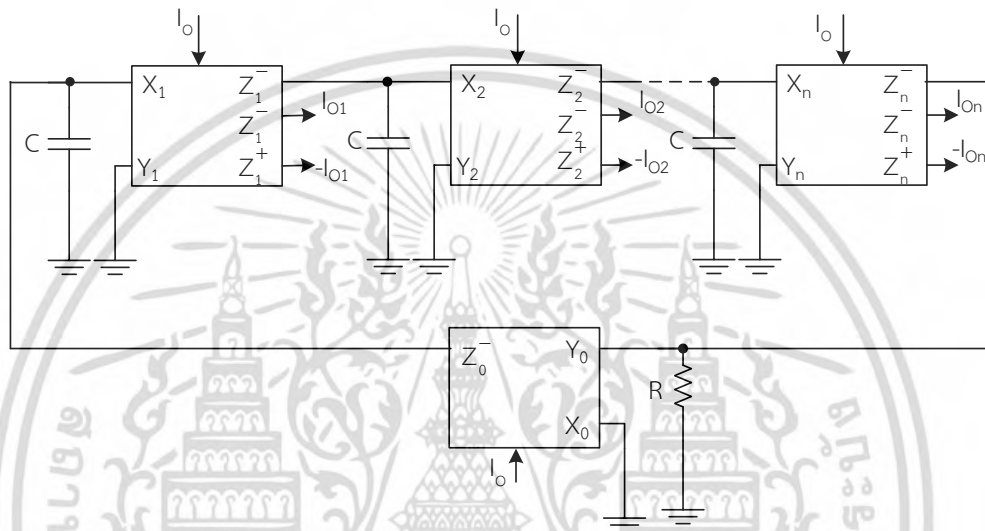 I_O I_O I_O
X_1 Z_1^- X_2 Z_2^- X_n Z_n^-
Z_1^- I_O1 Z_2^- I_O2 Z_n^- I_On
C C C
Y_1 Z_1^+ -I_O1 Y_2 Z_2^+ -I_O2 Y_n Z_n^+ -I_On
Z_0^- Y_0
R
X_0
I_O